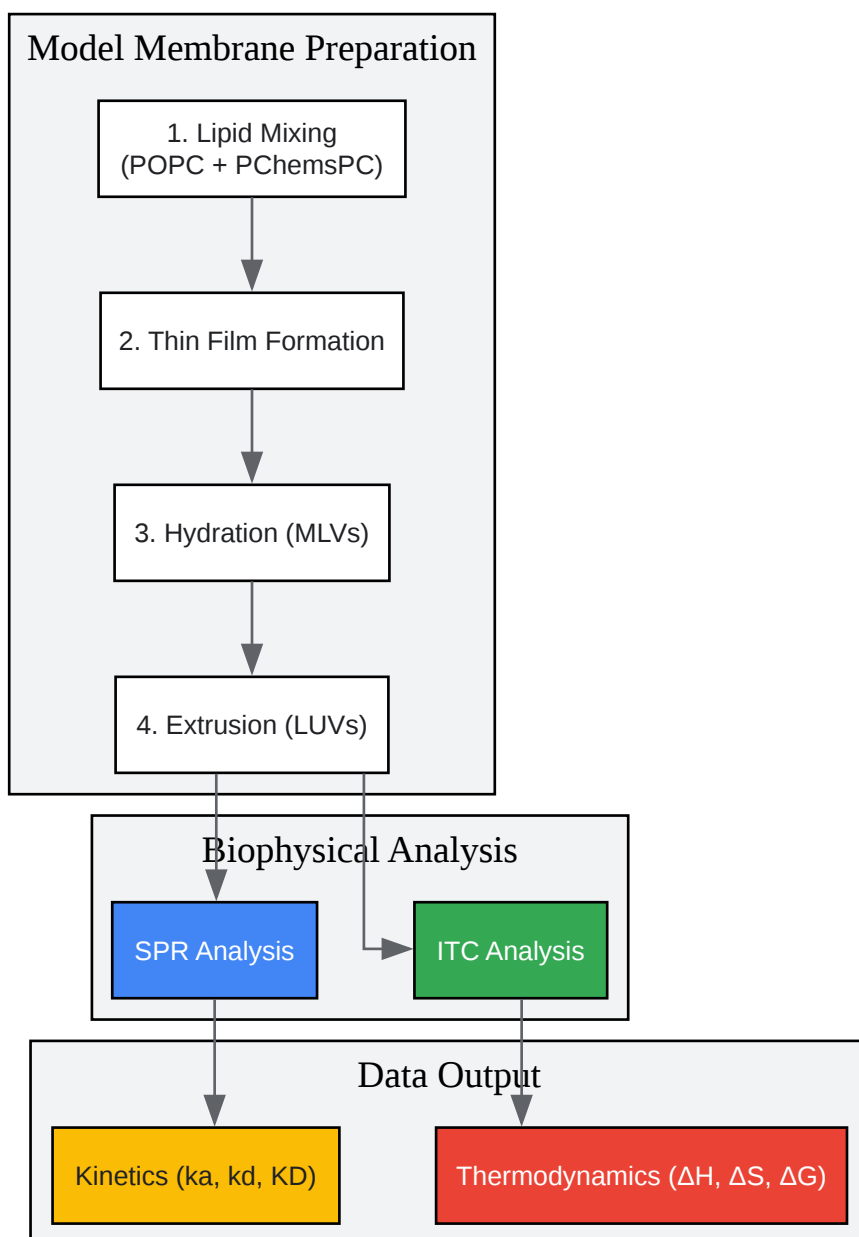 Model Membrane Preparation
1. Lipid Mixing
(POPC + PChemsPC)
2. Thin Film Formation
3. Hydration (MLVs)
4. Extrusion (LUVs)
Biophysical Analysis
SPR Analysis
ITC Analysis
Data Output
Kinetics (ka, kd, KD)
Thermodynamics (ΔH, ΔS, ΔG)